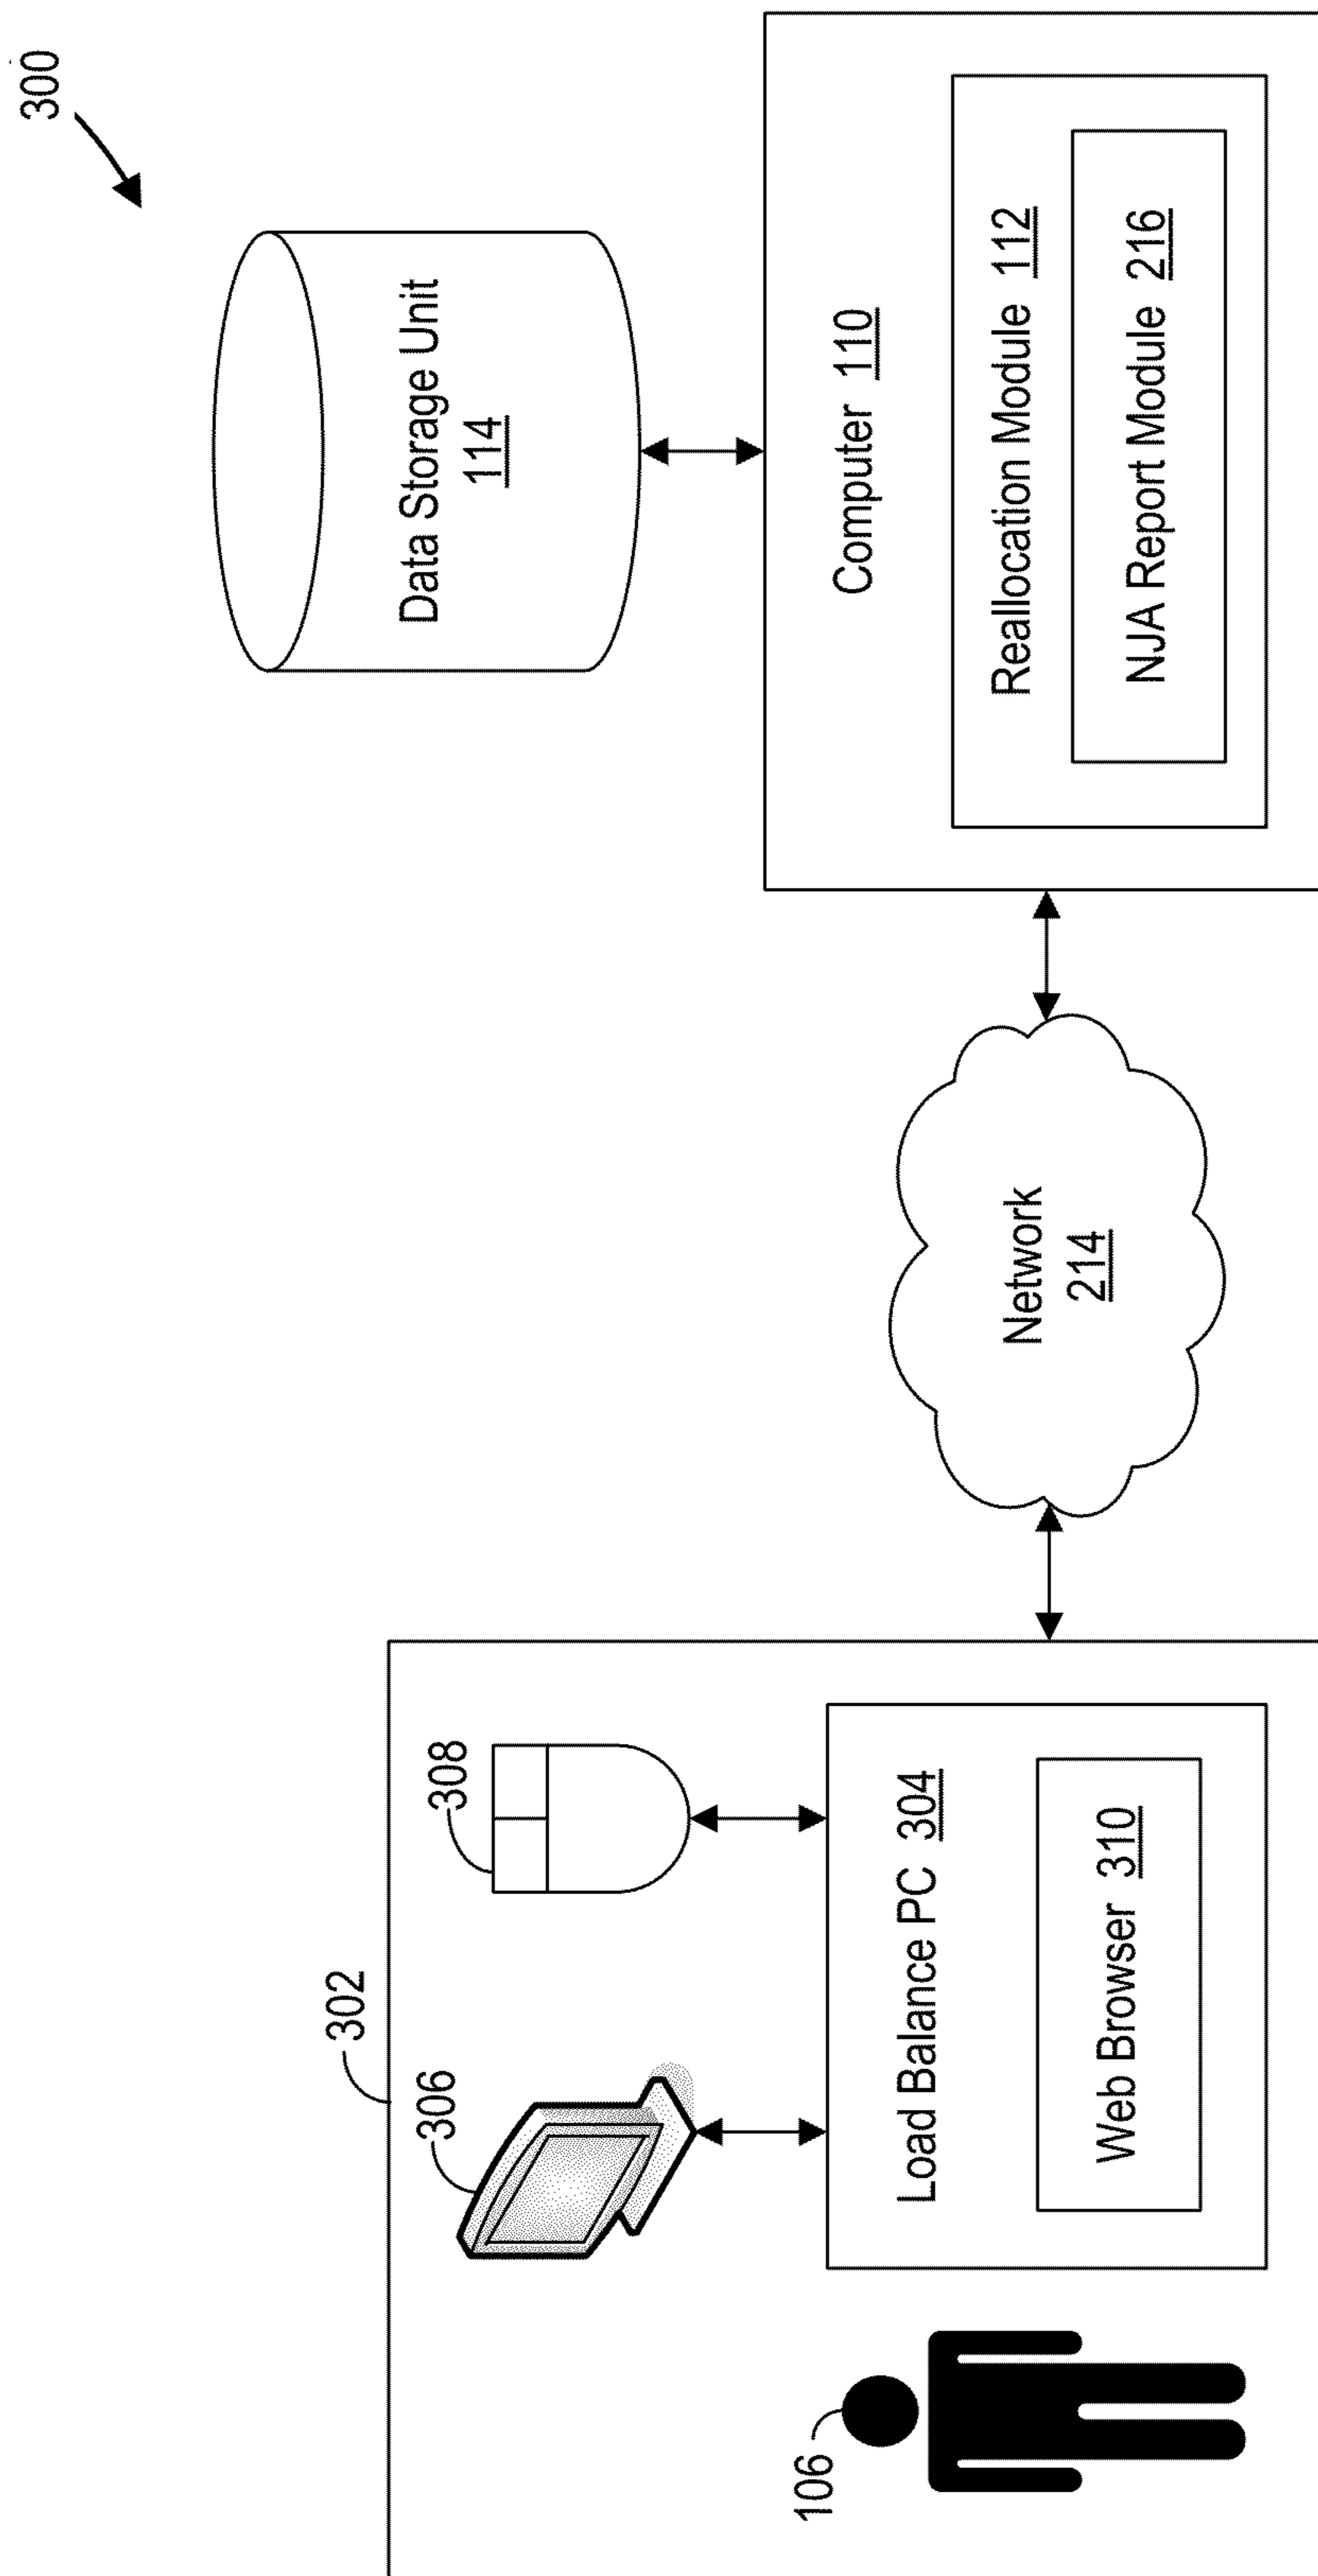 300
302
306
308
Data Storage Unit
114
106
Load Balance PC 304
Web Browser 310
Network
214
Computer 110
Reallocation Module 112
NJA Report Module 216